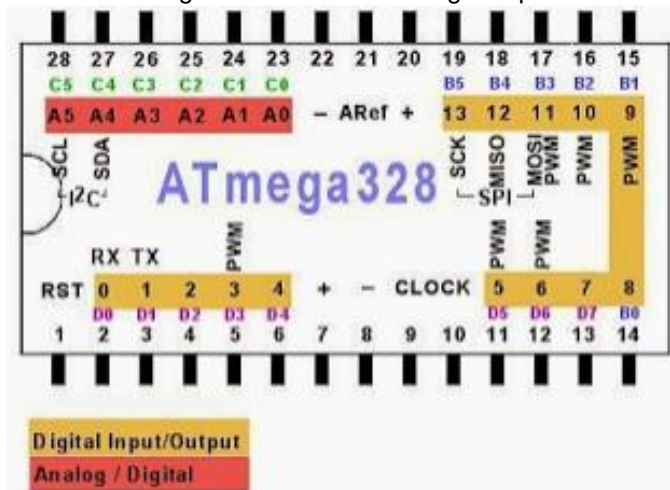 28 27 26 25 24 23 22 21 20 19 18 17 16 15
C5 C4 C3 C2 C1 C0 B5 B4 B3 B2 B1
A5 A4 A3 A2 A1 A0 - ARef + 13 12 11 10 9
SCL SDA SCK MISO MOSI PWM PWM PWM
I²C SPI
ATmega328
RX TX PWM PWM PWM
RST 0 1 2 3 4 + - CLOCK 5 6 7 8
D0 D1 D2 D3 D4 D5 D6 D7 B0
1 2 3 4 5 6 7 8 9 10 11 12 13 14
Digital Input/Output
Analog / Digital